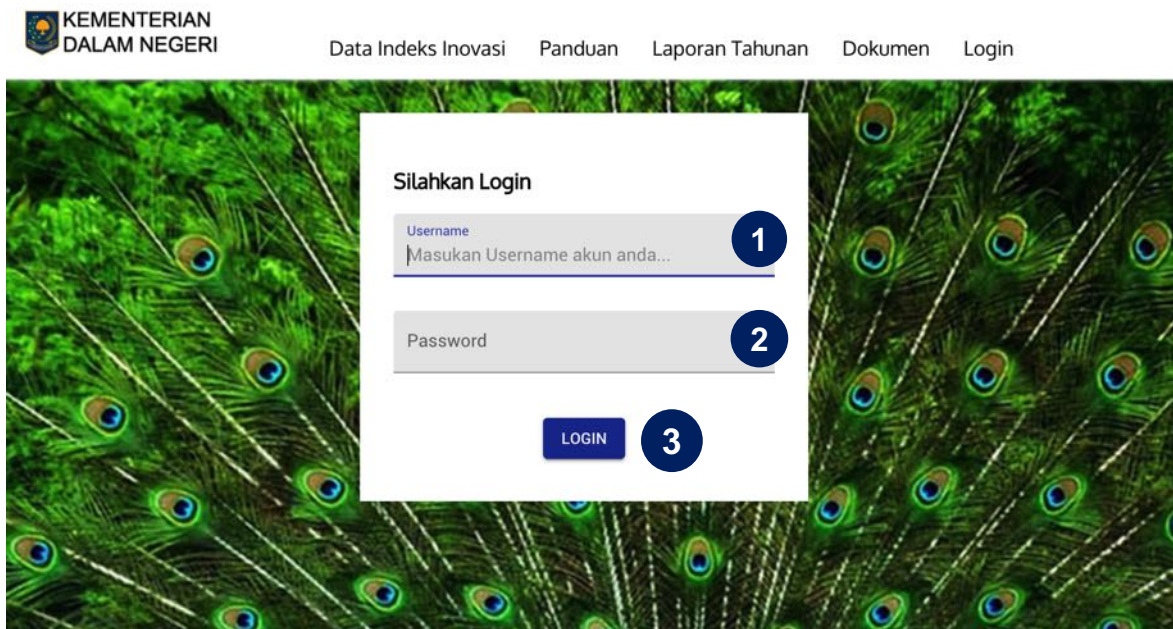 KEMENTERIAN
DALAM NEGERI
Data Indeks Inovasi Panduan Laporan Tahunan Dokumen Login
Silahkan Login
Username
Masukan Username akun anda...
1
Password
2
LOGIN
3